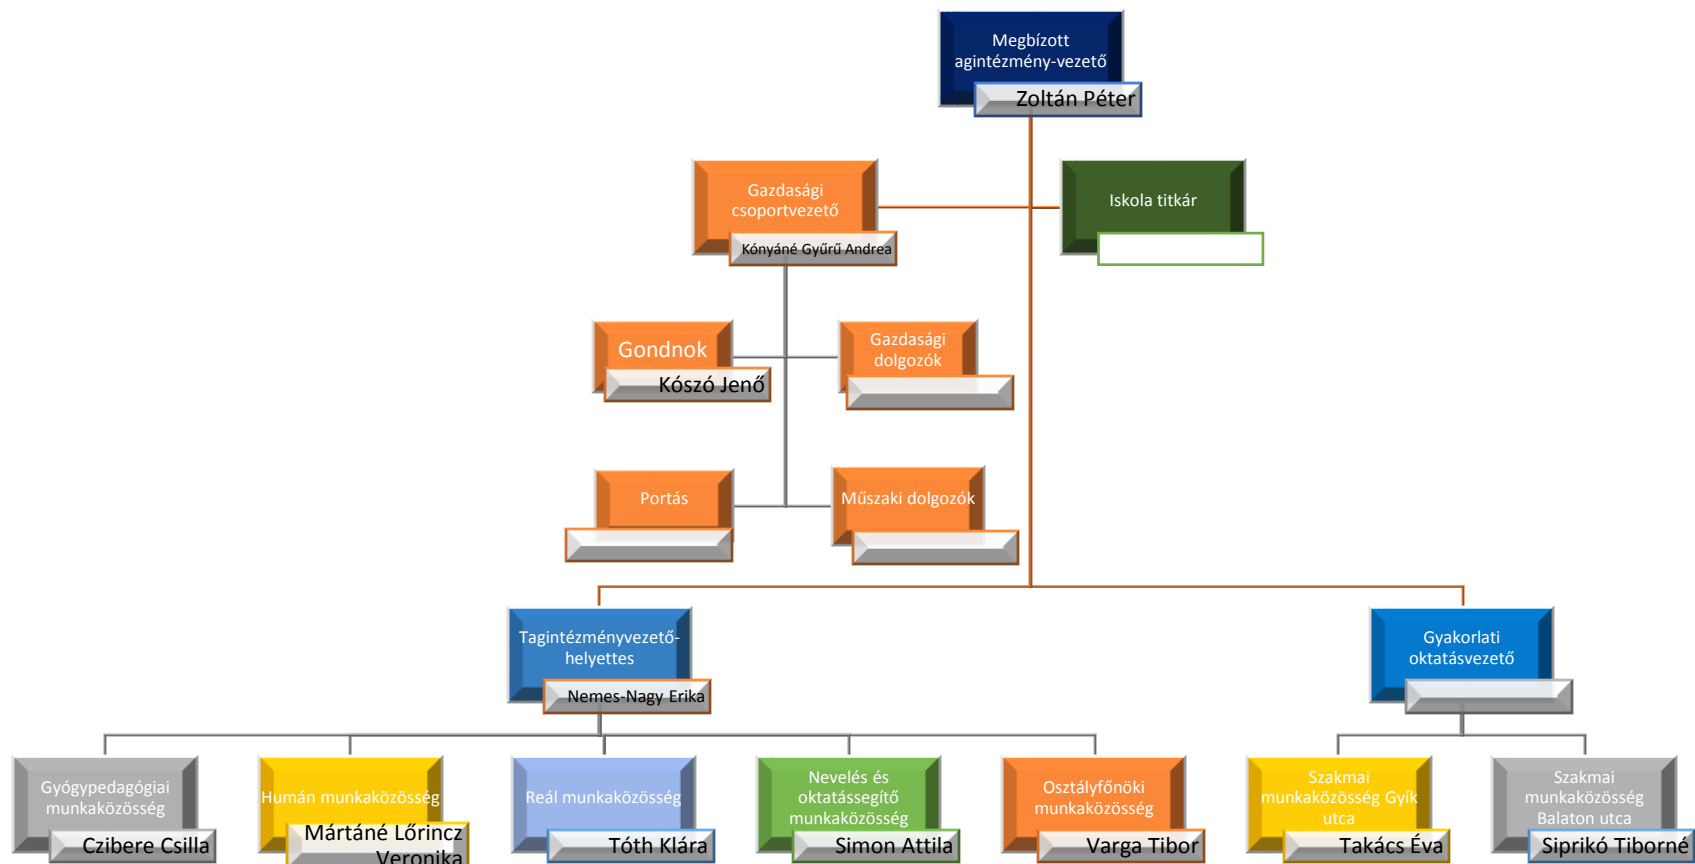 Megbízott
agintézmény-vezető
Zoltán Péter
Gazdasági
csoportvezető
Kónyáné Gyűrű Andrea
Iskola titkár
Gondnok
Kószó Jenő
Gazdasági
dolgozók
Portás
Műszaki dolgozók
Tagintézményvezető-
helyettes
Nemes-Nagy Erika
Gyakorlati
oktatásvezető
Gyógypedagógiai
munkaközösség
Czibere Csilla
Humán munkaközösség
Mártáné Lőrincz
Veronika
Reál munkaközösség
Tóth Klára
Nevelés és
oktatássegítő
munkaközösség
Simon Attila
Osztályfőnöki
munkaközösség
Varga Tibor
Szakmai
munkaközösség Gyík
utca
Takács Éva
Szakmai
munkaközösség
Balaton utca
Siprikó Tiborné